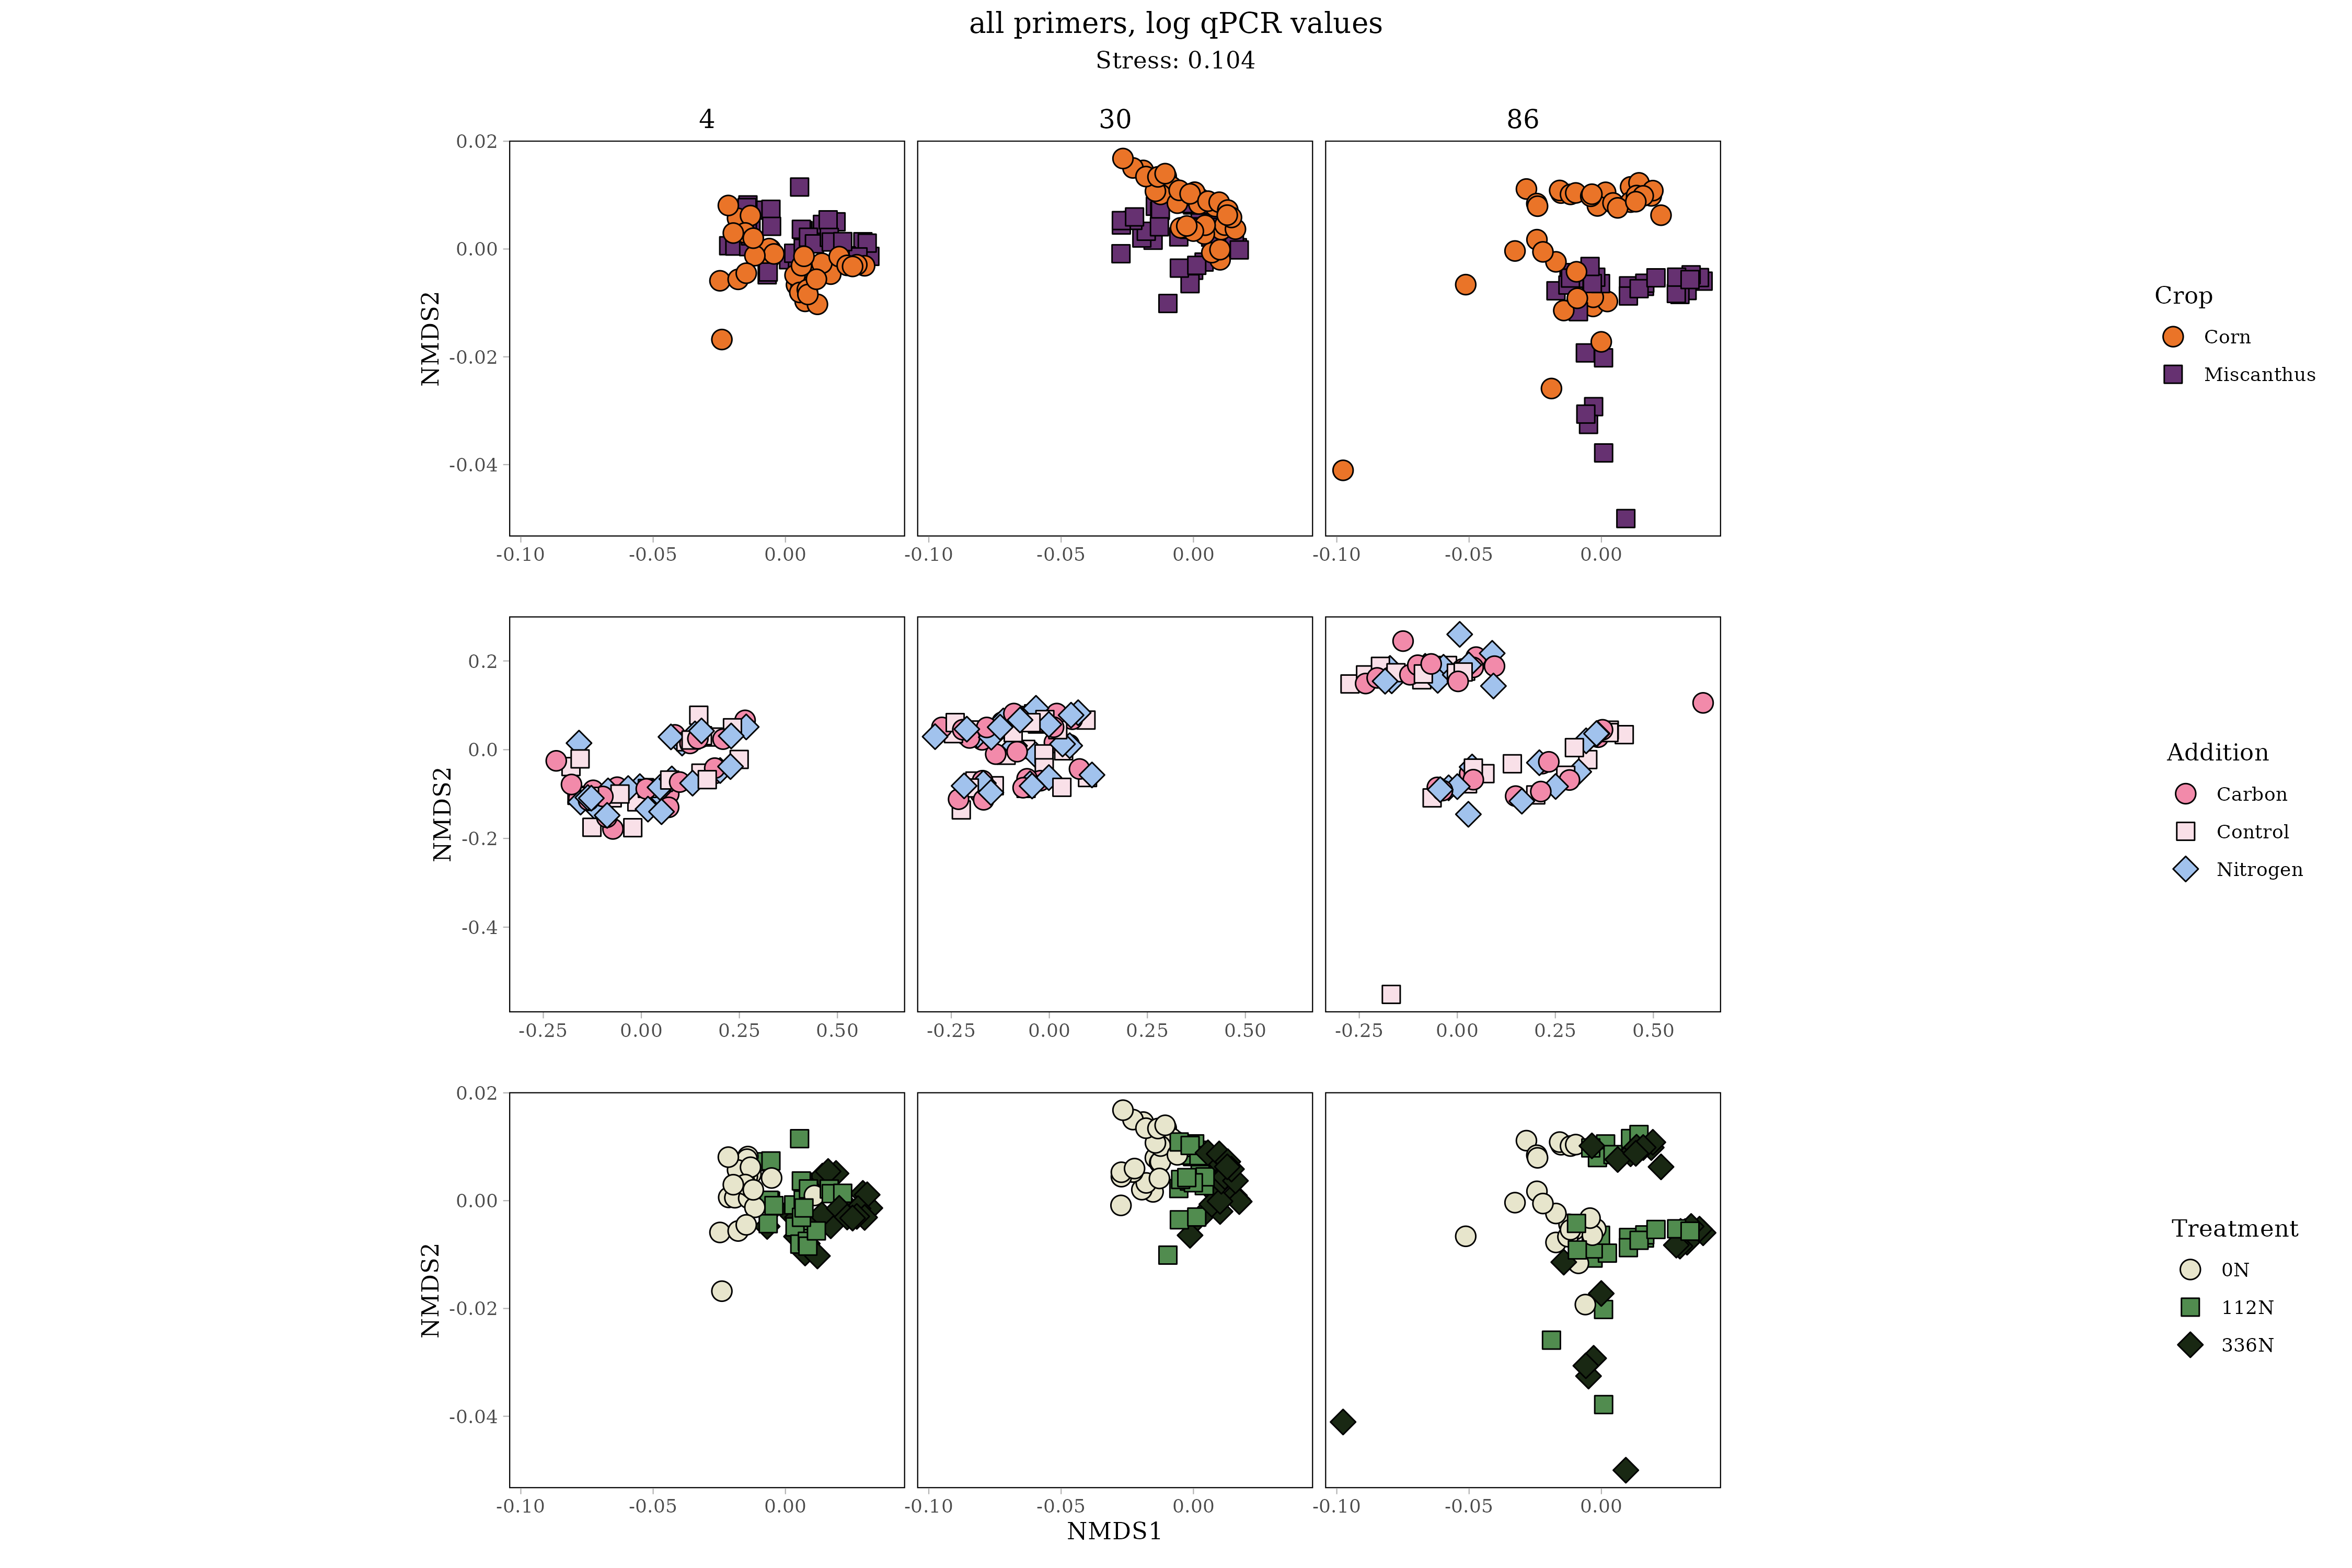 all primers, log qPCR values
Stress: 0.104
4 30 86
NMDS2
0.02
0.00
-0.02
-0.04
-0.10 -0.05 0.00 -0.10 -0.05 0.00 -0.10 -0.05 0.00
Crop
Corn
Miscanthus
NMDS2
0.2
0.0
-0.2
-0.4
-0.25 0.00 0.25 0.50 -0.25 0.00 0.25 0.50 -0.25 0.00 0.25 0.50
Addition
Carbon
Control
Nitrogen
NMDS2
0.02
0.00
-0.02
-0.04
-0.10 -0.05 0.00 -0.10 -0.05 0.00 -0.10 -0.05 0.00
NMDS1
Treatment
0N
112N
336N